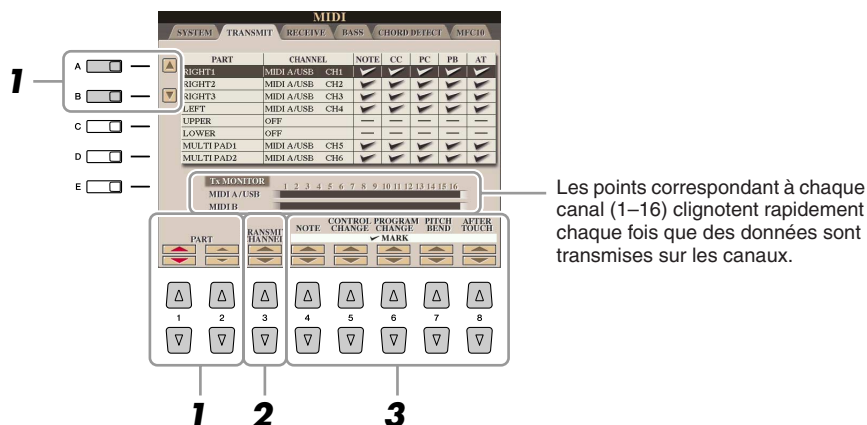 MIDI
SYSTEM TRANSMIT RECEIVE BASS CHORD DETECT MFC10
PART CHANNEL NOTE CC PC PB AT
RIGHT1 MIDI A/USB CH1
RIGHT2 MIDI A/USB CH2
RIGHT3 MIDI A/USB CH3
LEFT MIDI A/USB CH4
UPPER OFF — — — — —
LOWER OFF — — — — —
MULTI PAD1 MIDI A/USB CH5
MULTI PAD2 MIDI A/USB CH6
A
B
C
D
E
1
Tx MONITOR 1 2 3 4 5 6 7 8 9 10 11 12 13 14 15 16
MIDI A/USB
MIDI B
Les points correspondant à chaque
canal (1–16) clignotent rapidement
chaque fois que des données sont
transmises sur les canaux.
PART
TRANSMIT
CHANNEL
NOTE
CONTROL
CHANGE
PROGRAM
CHANGE
PITCH
BEND
AFTER
TOUCH
MARK
1 2 3 4 5 6 7 8
1 2 3